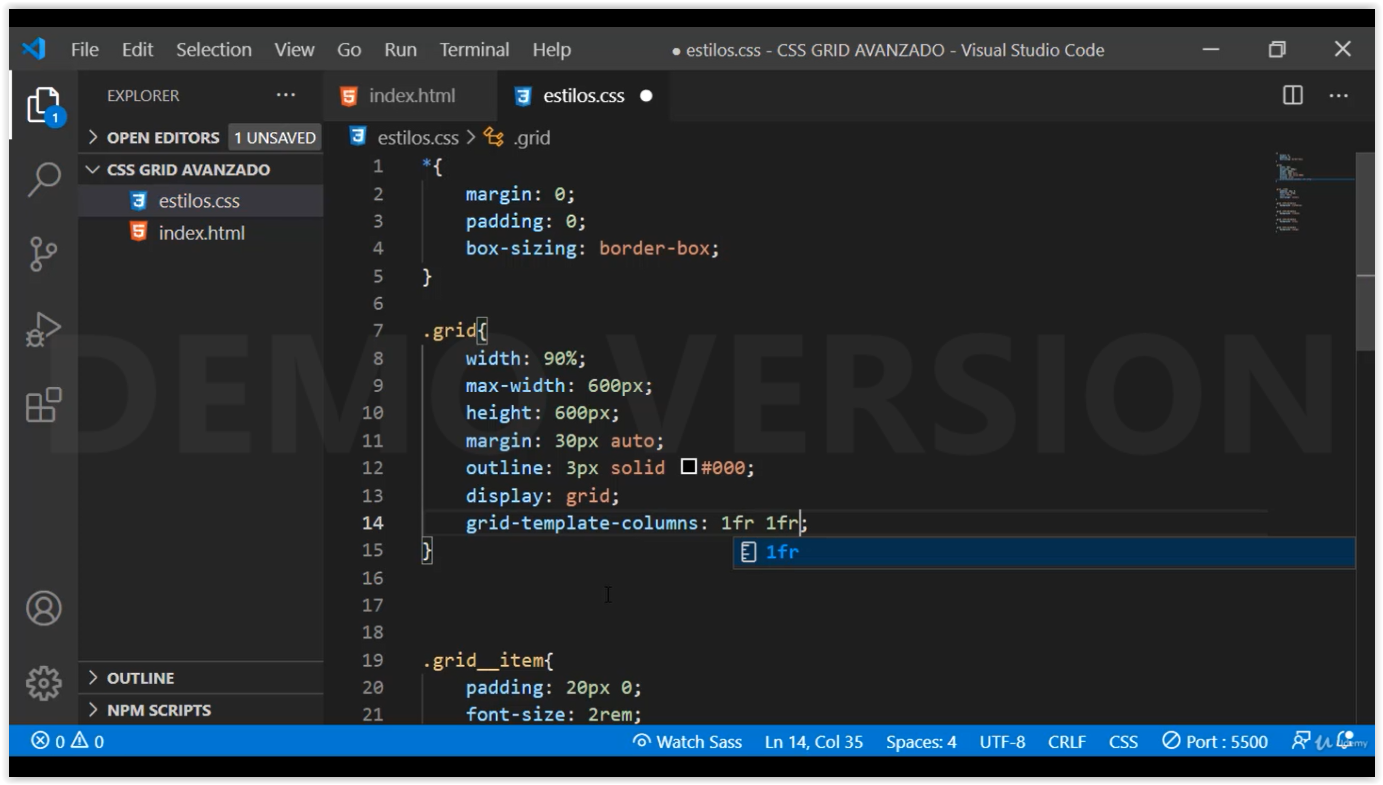 File Edit Selection View Go Run Terminal Help ● estilos.css - CSS GRID AVANZADO - Visual Studio Code
EXPLORER ··· index.html estilos.css ● ···
1
OPEN EDITORS 1 UNSAVED
estilos.css > .grid
CSS GRID AVANZADO
estilos.css
index.html
1 *{
2 margin: 0;
3 padding: 0;
4 box-sizing: border-box;
5 }
6
7 .grid{
8 width: 90%;
9 max-width: 600px;
10 height: 600px;
11 margin: 30px auto;
12 outline: 3px solid #000;
13 display: grid;
14 grid-template-columns: 1fr 1fr;
1fr
15 }
16
17
18
19 .grid__item{
20 padding: 20px 0;
21 font-size: 2rem;
DEMO VERSION
OUTLINE
NPM SCRIPTS
0 0 Watch Sass Ln 14, Col 35 Spaces: 4 UTF-8 CRLF CSS Port : 5500